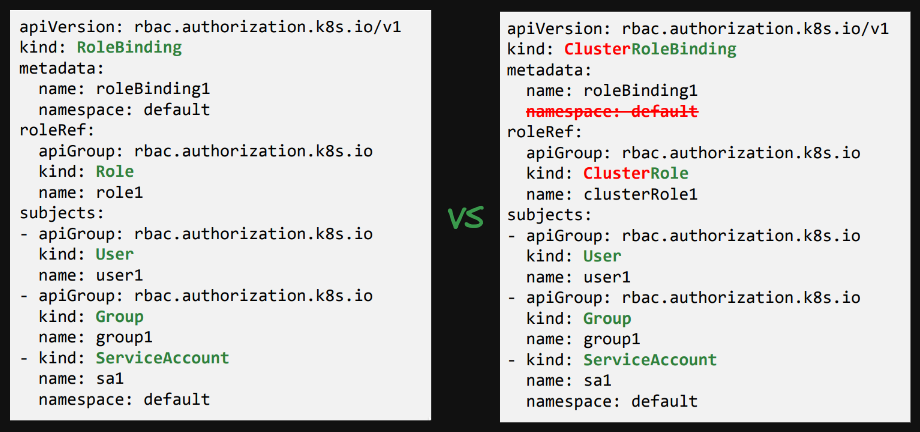 apiVersion: rbac.authorization.k8s.io/v1
kind: RoleBinding
metadata:
  name: roleBinding1
  namespace: default
roleRef:
  apiGroup: rbac.authorization.k8s.io
  kind: Role
  name: role1
subjects:
- apiGroup: rbac.authorization.k8s.io
  kind: User
  name: user1
- apiGroup: rbac.authorization.k8s.io
  kind: Group
  name: group1
- kind: ServiceAccount
  name: sa1
  namespace: default
VS
apiVersion: rbac.authorization.k8s.io/v1
kind: ClusterRoleBinding
metadata:
  name: roleBinding1
  namespace: default
roleRef:
  apiGroup: rbac.authorization.k8s.io
  kind: ClusterRole
  name: clusterRole1
subjects:
- apiGroup: rbac.authorization.k8s.io
  kind: User
  name: user1
- apiGroup: rbac.authorization.k8s.io
  kind: Group
  name: group1
- kind: ServiceAccount
  name: sa1
  namespace: default